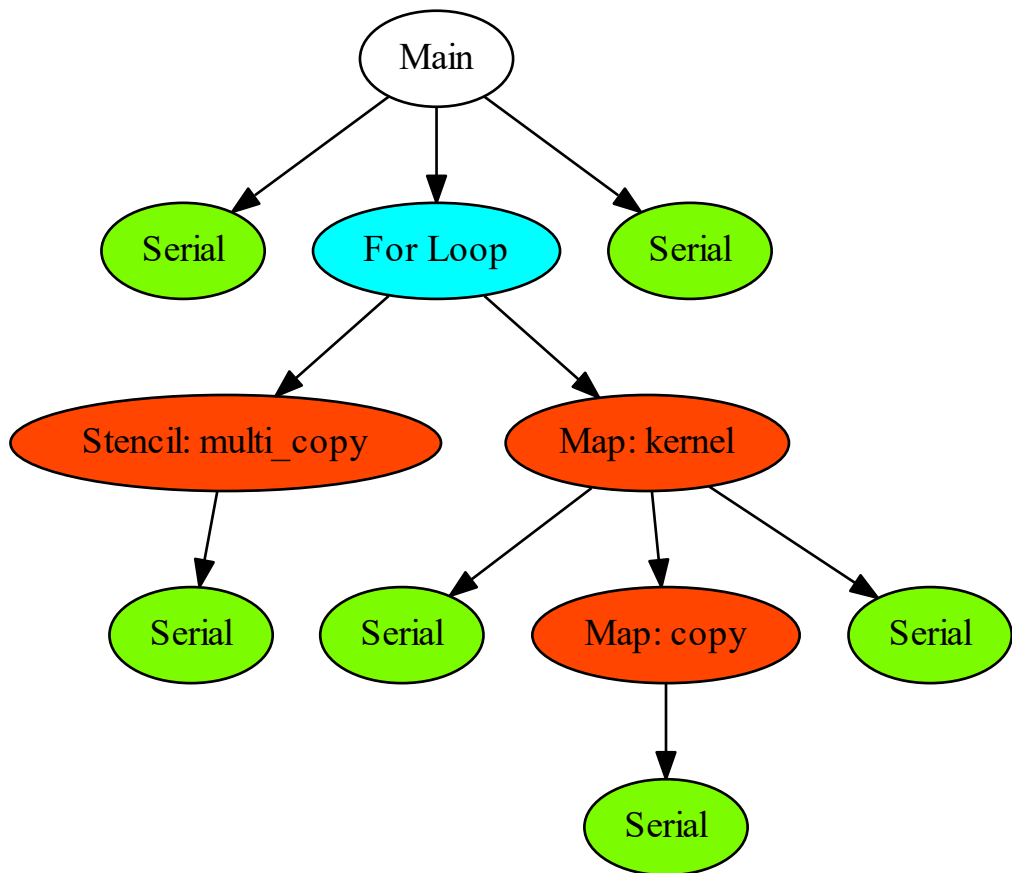 Main
Serial
For Loop
Serial
Stencil: multi_copy
Map: kernel
Serial
Serial
Map: copy
Serial
Serial